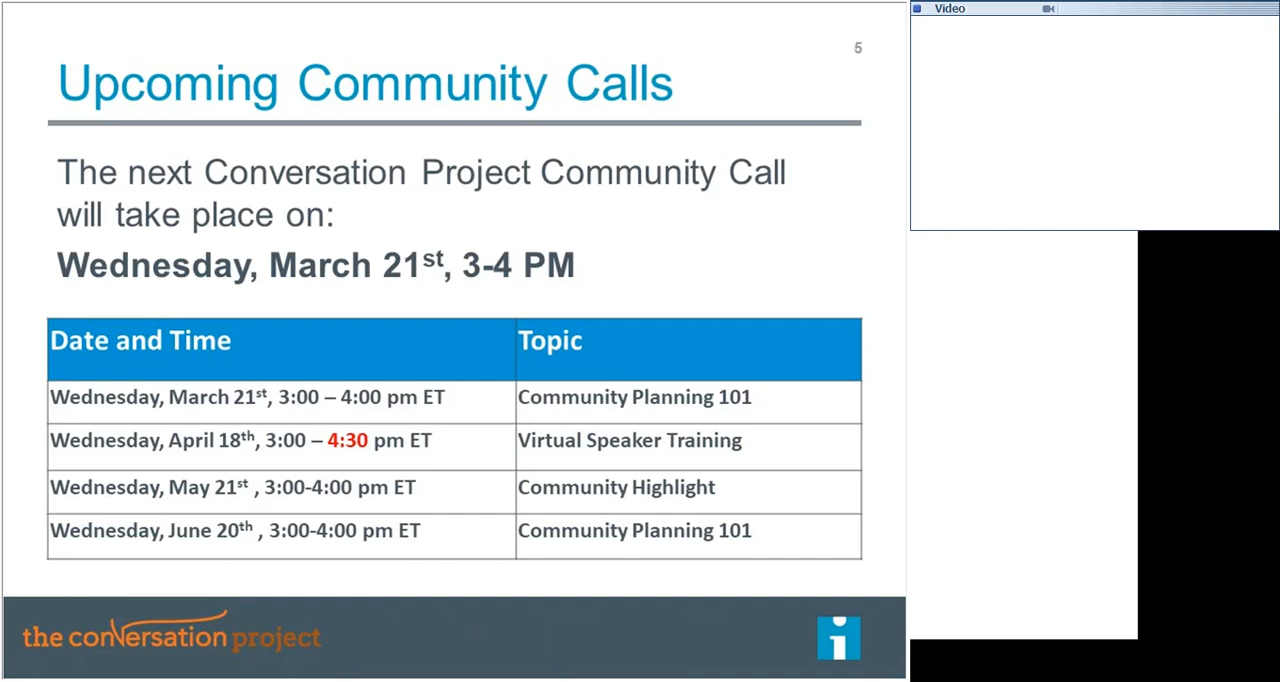 Video
5
Upcoming Community Calls
The next Conversation Project Community Call
will take place on:
Wednesday, March 21st, 3-4 PM
Date and Time Topic
Wednesday, March 21st, 3:00 – 4:00 pm ET Community Planning 101
Wednesday, April 18th, 3:00 – 4:30 pm ET Virtual Speaker Training
Wednesday, May 21st , 3:00-4:00 pm ET Community Highlight
Wednesday, June 20th , 3:00-4:00 pm ET Community Planning 101
the conversation project
i